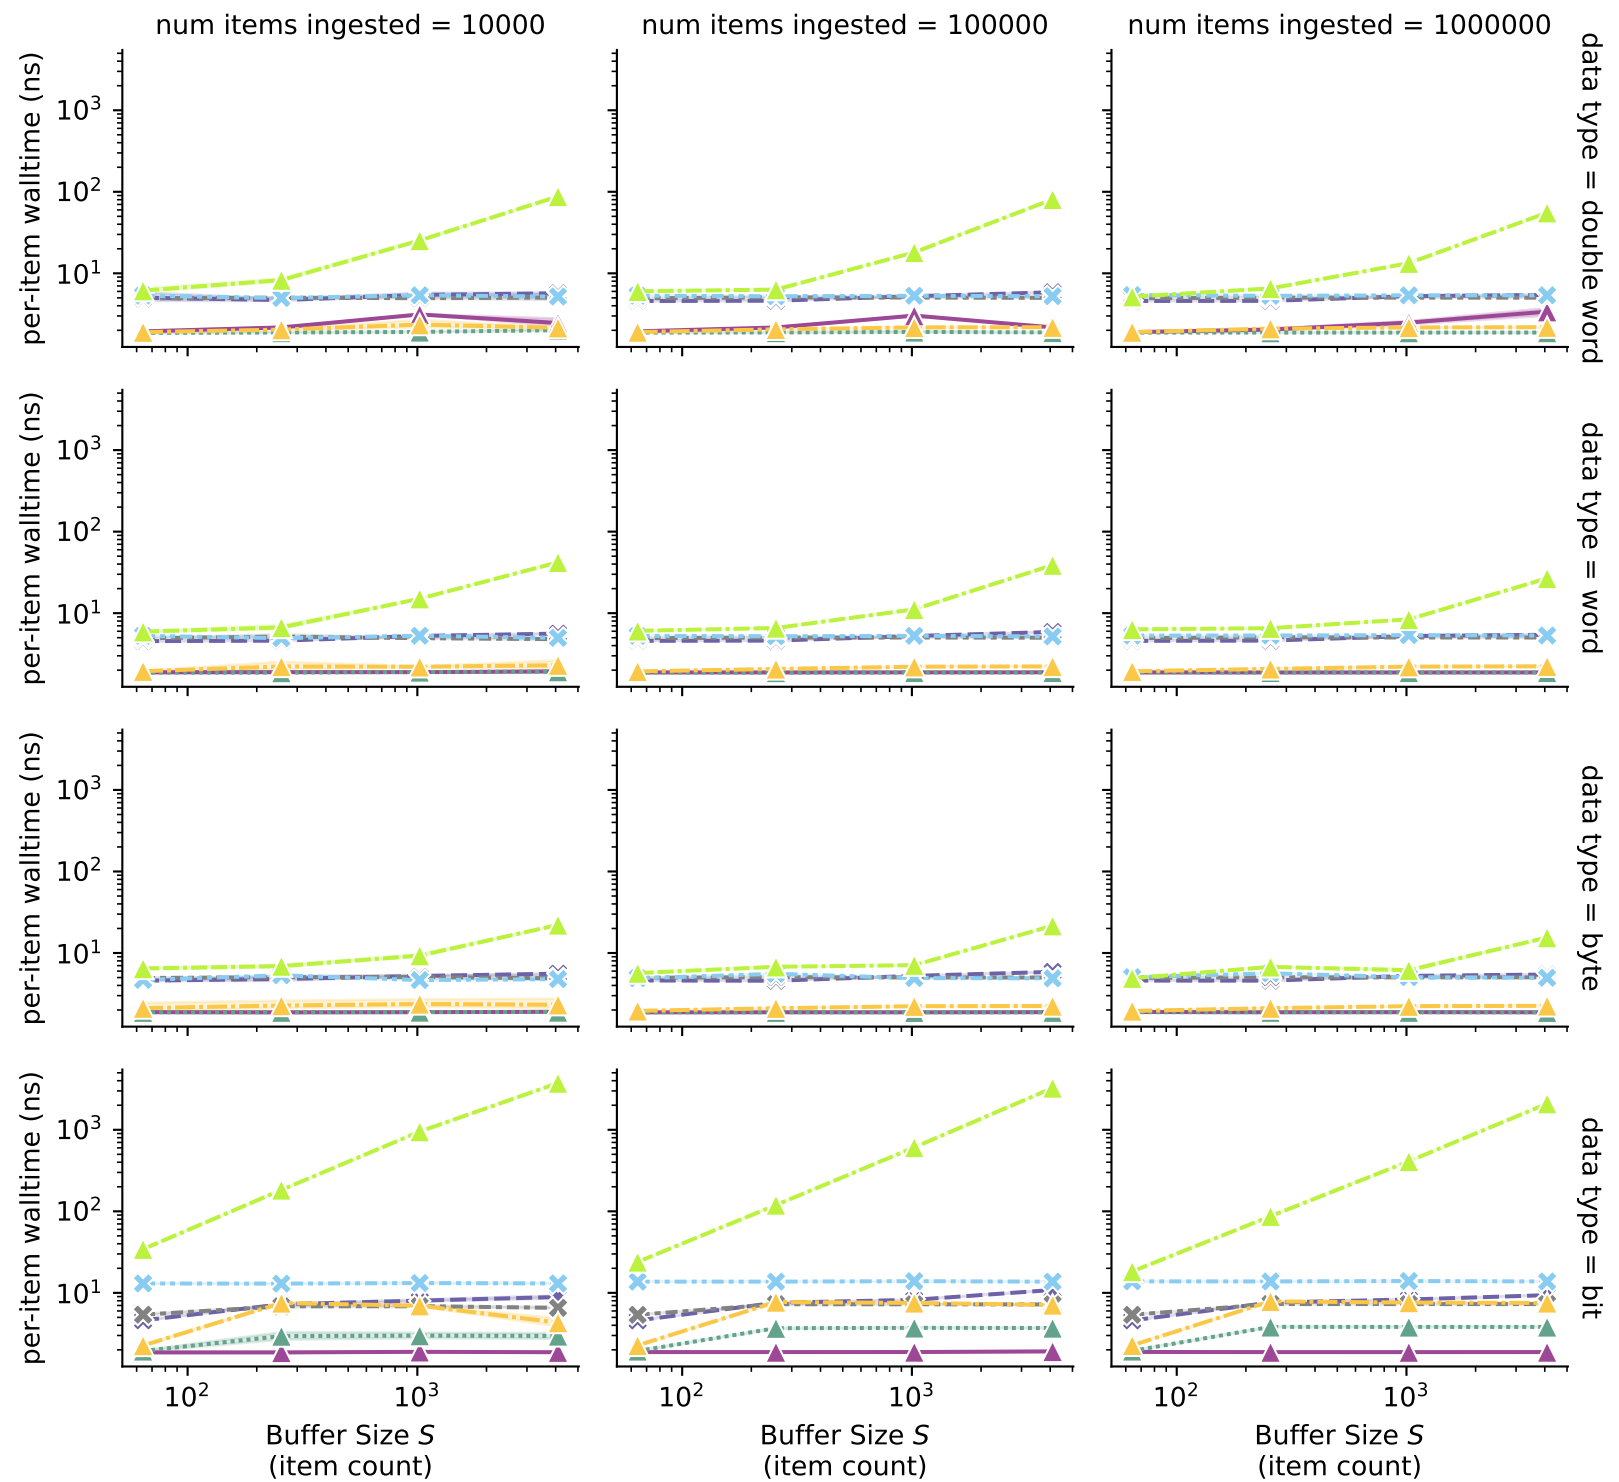 num items ingested = 10000
num items ingested = 100000
num items ingested = 1000000
per-item walltime (ns)
10³
10²
10¹
data type = double word
per-item walltime (ns)
10³
10²
10¹
data type = word
per-item walltime (ns)
10³
10²
10¹
data type = byte
per-item walltime (ns)
10³
10²
10¹
data type = bit
10²
10³
10²
10³
10²
10³
Buffer Size S
(item count)
Buffer Size S
(item count)
Buffer Size S
(item count)